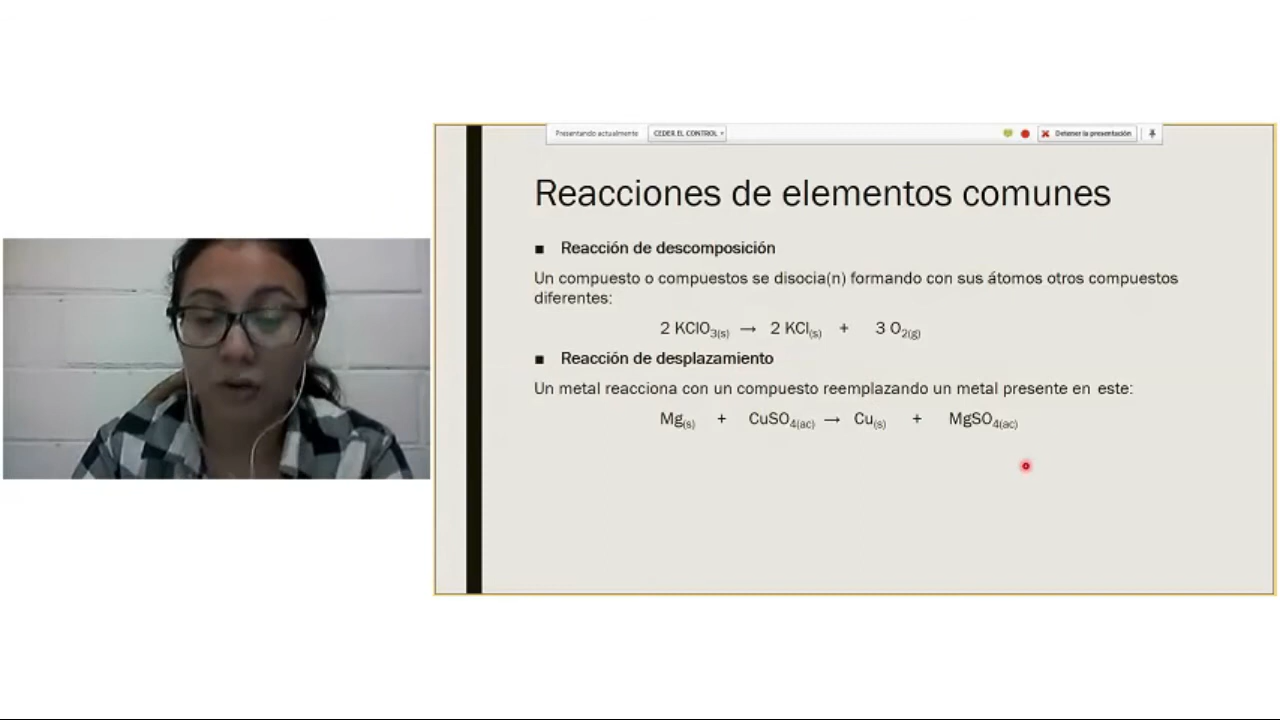 Presentando actualmente CEDER EL CONTROL Detener la presentación
Reacciones de elementos comunes
■ Reacción de descomposición
Un compuesto o compuestos se disocia(n) formando con sus átomos otros compuestos
diferentes:
2 KClO3(s) → 2 KCl(s) + 3 O2(g)
■ Reacción de desplazamiento
Un metal reacciona con un compuesto reemplazando un metal presente en este:
Mg(s) + CuSO4(ac) → Cu(s) + MgSO4(ac)